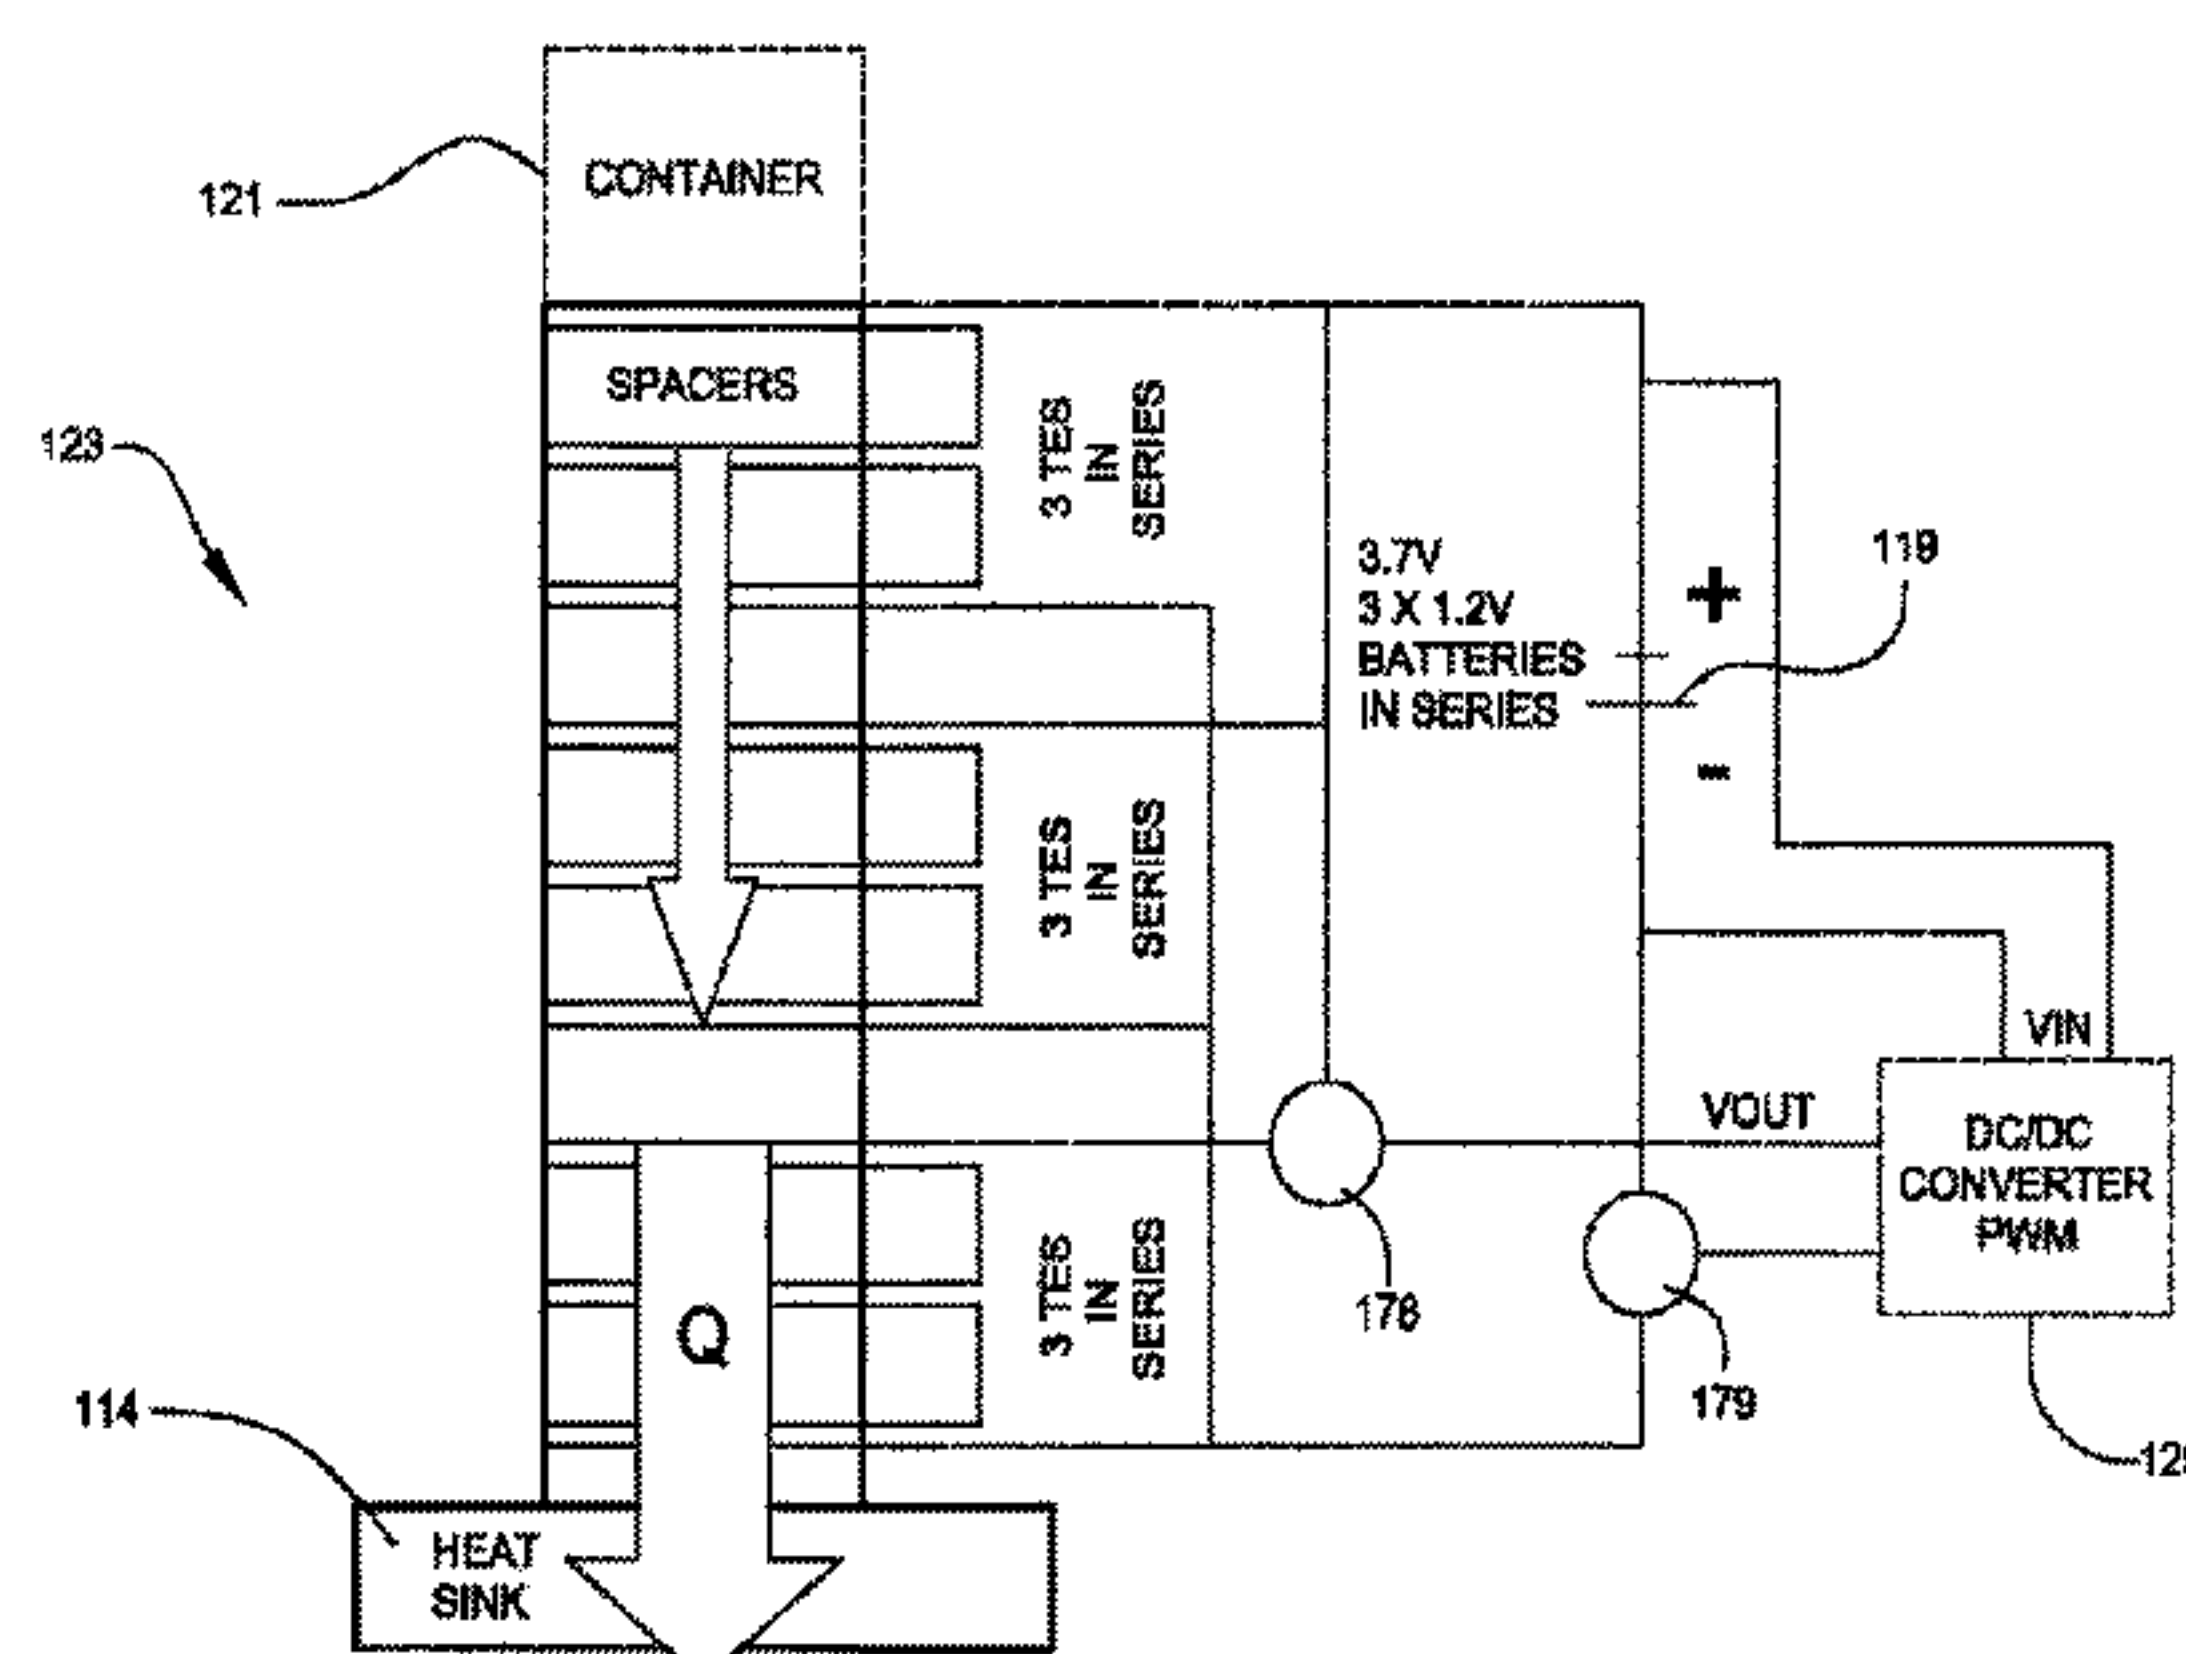 CONTAINER
121
SPACERS
123
3 TES
IN
SERIES
3.7V
3 X 1.2V
BATTERIES
IN SERIES
+
-
119
3 TES
IN
SERIES
VIN
VOUT
DC/DC
CONVERTER
PWM
3 TES
IN
SERIES
178
179
Q
114
HEAT
SINK